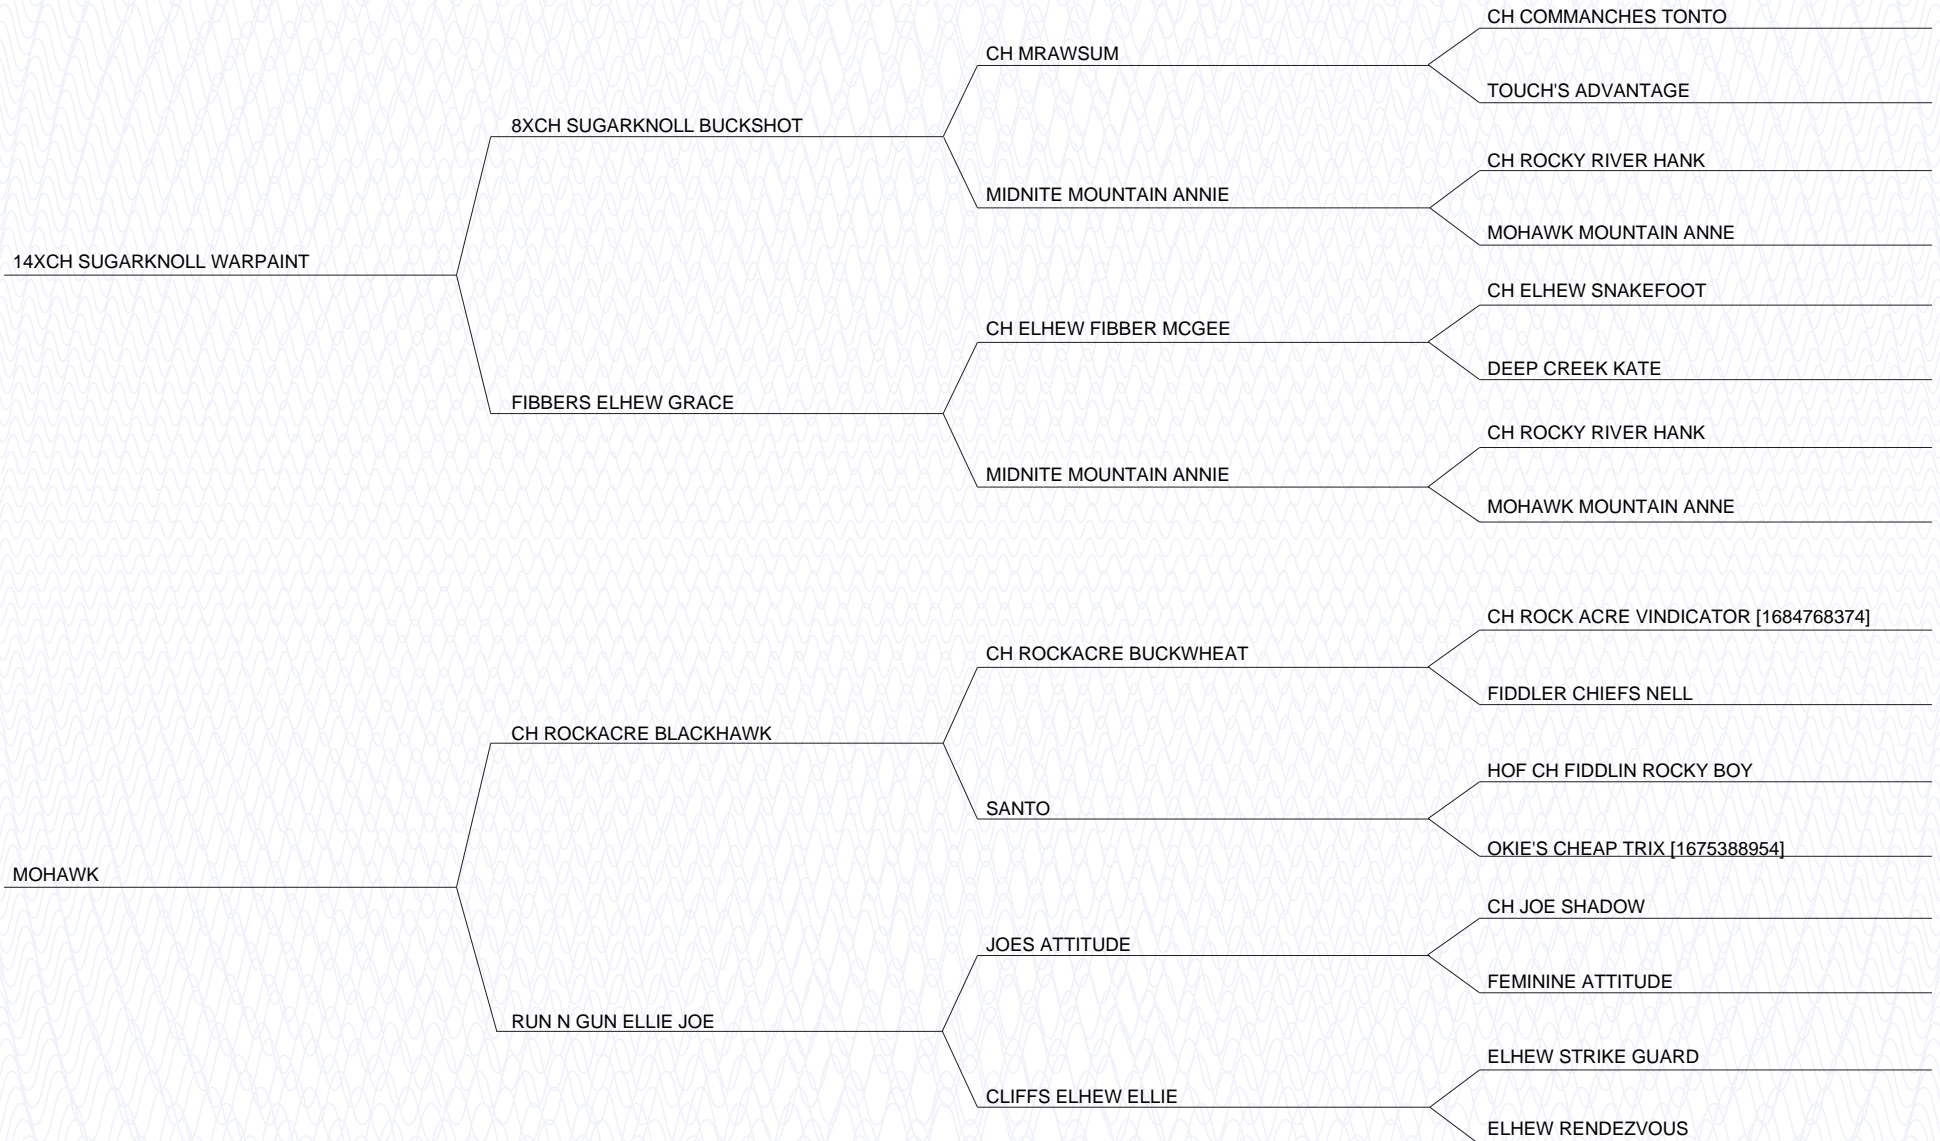 CH COMMANCHES TONTO
CH MRAWSUM
TOUCH'S ADVANTAGE
8XCH SUGARKNOLL BUCKSHOT
CH ROCKY RIVER HANK
MIDNITE MOUNTAIN ANNIE
MOHAWK MOUNTAIN ANNE
14XCH SUGARKNOLL WARPAINT
CH ELHEW SNAKEFOOT
CH ELHEW FIBBER MCGEE
DEEP CREEK KATE
FIBBERS ELHEW GRACE
CH ROCKY RIVER HANK
MIDNITE MOUNTAIN ANNIE
MOHAWK MOUNTAIN ANNE
CH ROCK ACRE VINDICATOR [1684768374]
CH ROCKACRE BUCKWHEAT
FIDDLER CHIEFS NELL
CH ROCKACRE BLACKHAWK
HOF CH FIDDLIN ROCKY BOY
SANTO
OKIE'S CHEAP TRIX [1675388954]
MOHAWK
CH JOE SHADOW
JOES ATTITUDE
FEMININE ATTITUDE
RUN N GUN ELLIE JOE
ELHEW STRIKE GUARD
CLIFFS ELHEW ELLIE
ELHEW RENDEZVOUS